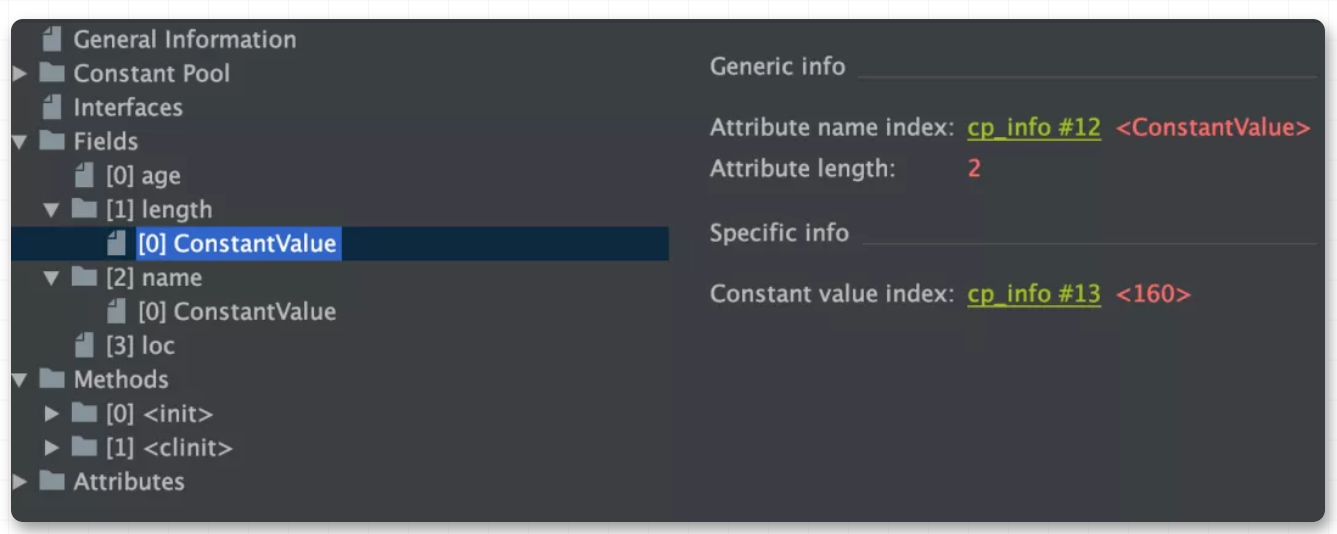 General Information
Constant Pool
Interfaces
Fields
[0] age
[1] length
[0] ConstantValue
[2] name
[0] ConstantValue
[3] loc
Methods
[0] <init>
[1] <clinit>
Attributes
Generic info
Attribute name index: cp_info #12 <ConstantValue>
Attribute length: 2
Specific info
Constant value index: cp_info #13 <160>